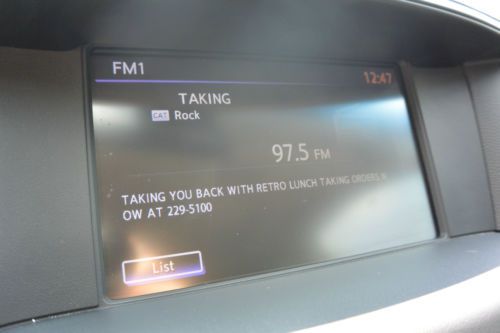 FM1
12:47
TAKING
CAT Rock
97.5 FM
TAKING YOU BACK WITH RETRO LUNCH TAKING ORDERS N
OW AT 229-5100
List